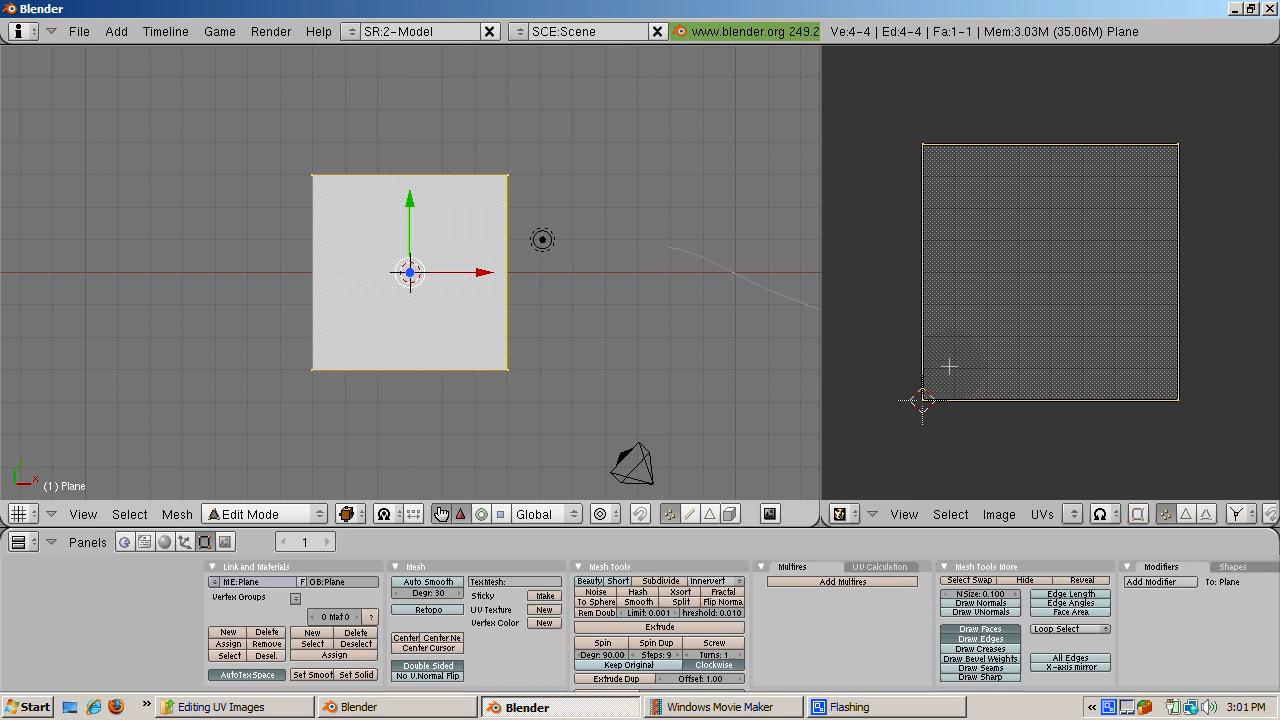 Blender
File Add Timeline Game Render Help SR:2-Model SCE:Scene www.blender.org 249.2 Ve:4-4 | Ed:4-4 | Fa:1-1 | Mem:3.03M (35.06M) Plane
y
x
(1) Plane
View Select Mesh Edit Mode Global View Select Image UVs
Panels 1
Link and Materials
ME:Plane F OB:Plane
Vertex Groups
0 Mat 0 ?
New Delete New Delete
Assign Remove Select Deselect
Select Desel. Assign
AutoTexSpace Set Smoot Set Solid
Mesh
Auto Smooth TexMesh:
Degr: 30 Sticky Make
Retopo UV Texture New
Vertex Color New
Center Center Ne
Center Cursor
Double Sided
No V.Normal Flip
Mesh Tools
Beauty Short Subdivide Innervert
Noise Hash Xsort Fractal
To Sphere Smooth Split Flip Norma
Rem Doub Limit: 0.001 hreshold: 0.010
Extrude
Spin Spin Dup Screw
Degr: 90.00 Steps: 9 Turns: 1
Keep Original Clockwise
Extrude Dup Offset: 1.00
Multires UV Calculation
Add Multires
Mesh Tools More
Select Swap Hide Reveal
NSize: 0.100 Edge Length
Draw Normals Edge Angles
Draw VNormals Face Area
Draw Faces Loop Select
Draw Edges
Draw Creases
Draw Bevel Weights All Edges
Draw Seams X-axis mirror
Draw Sharp
Modifiers Shapes
Add Modifier To: Plane
Start » Editing UV Images Blender Blender Windows Movie Maker Flashing « 3:01 PM